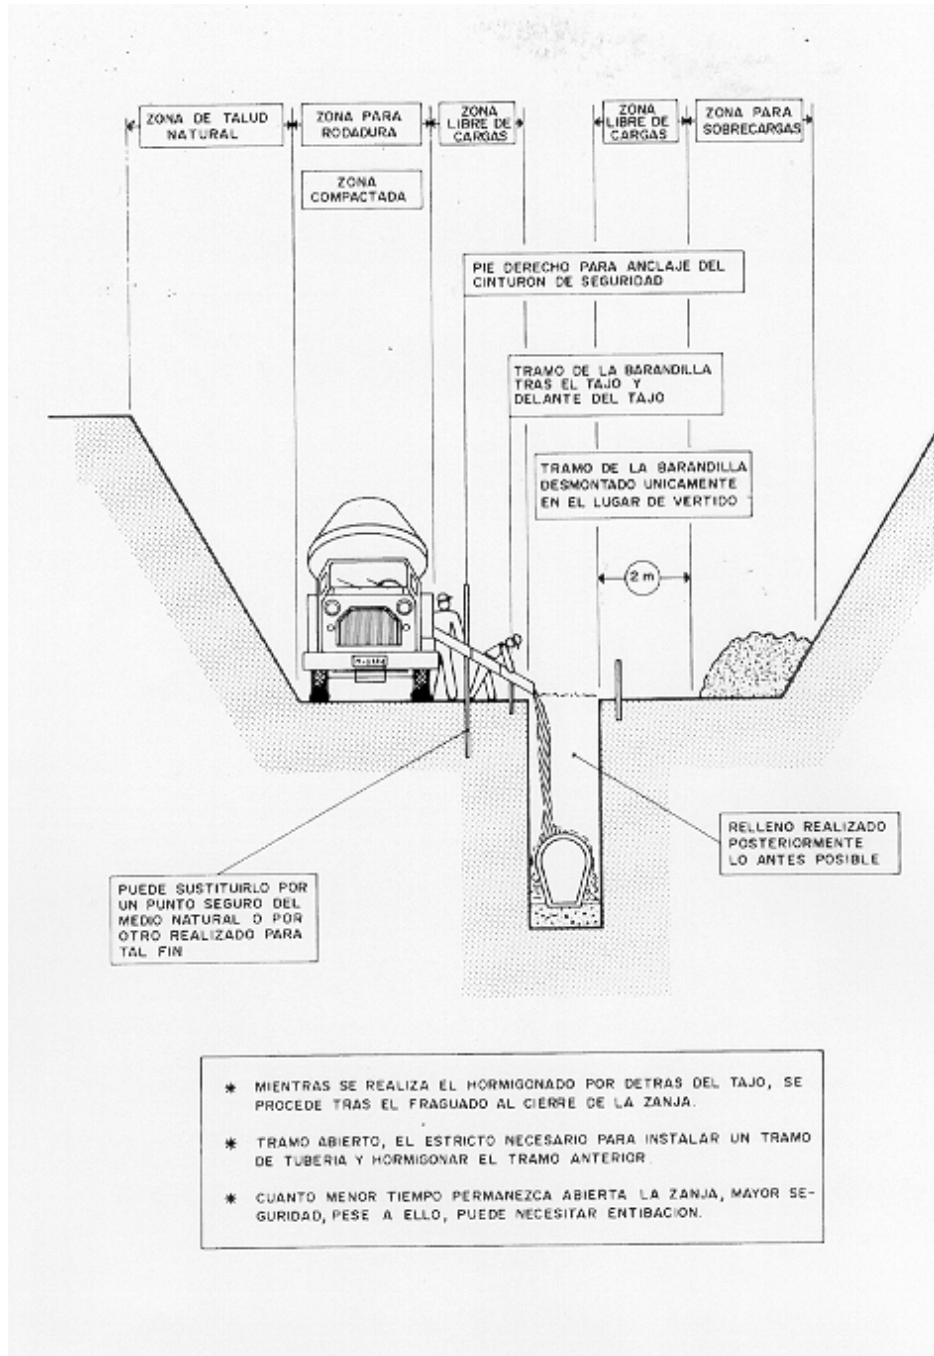 ZONA DE TALUD
NATURAL
ZONA PARA
RODADURA
ZONA
LIBRE DE
CARGAS
ZONA
LIBRE DE
CARGAS
ZONA PARA
SOBRECARGAS
ZONA
COMPACTADA
PIE DERECHO PARA ANCLAJE DEL
CINTURON DE SEGURIDAD
TRAMO DE LA BARANDILLA
TRAS EL TAJO Y
DELANTE DEL TAJO
TRAMO DE LA BARANDILLA
DESMONTADO UNICAMENTE
EN EL LUGAR DE VERTIDO
2 m
RELLENO REALIZADO
POSTERIORMENTE
LO ANTES POSIBLE
PUEDE SUSTITUIRLO POR
UN PUNTO SEGURO DEL
MEDIO NATURAL O POR
OTRO REALIZADO PARA
TAL FIN
* MIENTRAS SE REALIZA EL HORMIGONADO POR DETRAS DEL TAJO, SE
PROCEDE TRAS EL FRAGUADO AL CIERRE DE LA ZANJA.
* TRAMO ABIERTO, EL ESTRICTO NECESARIO PARA INSTALAR UN TRAMO
DE TUBERIA Y HORMIGONAR EL TRAMO ANTERIOR.
* CUANTO MENOR TIEMPO PERMANEZCA ABIERTA LA ZANJA, MAYOR SE-
GURIDAD, PESE A ELLO, PUEDE NECESITAR ENTIBACION.